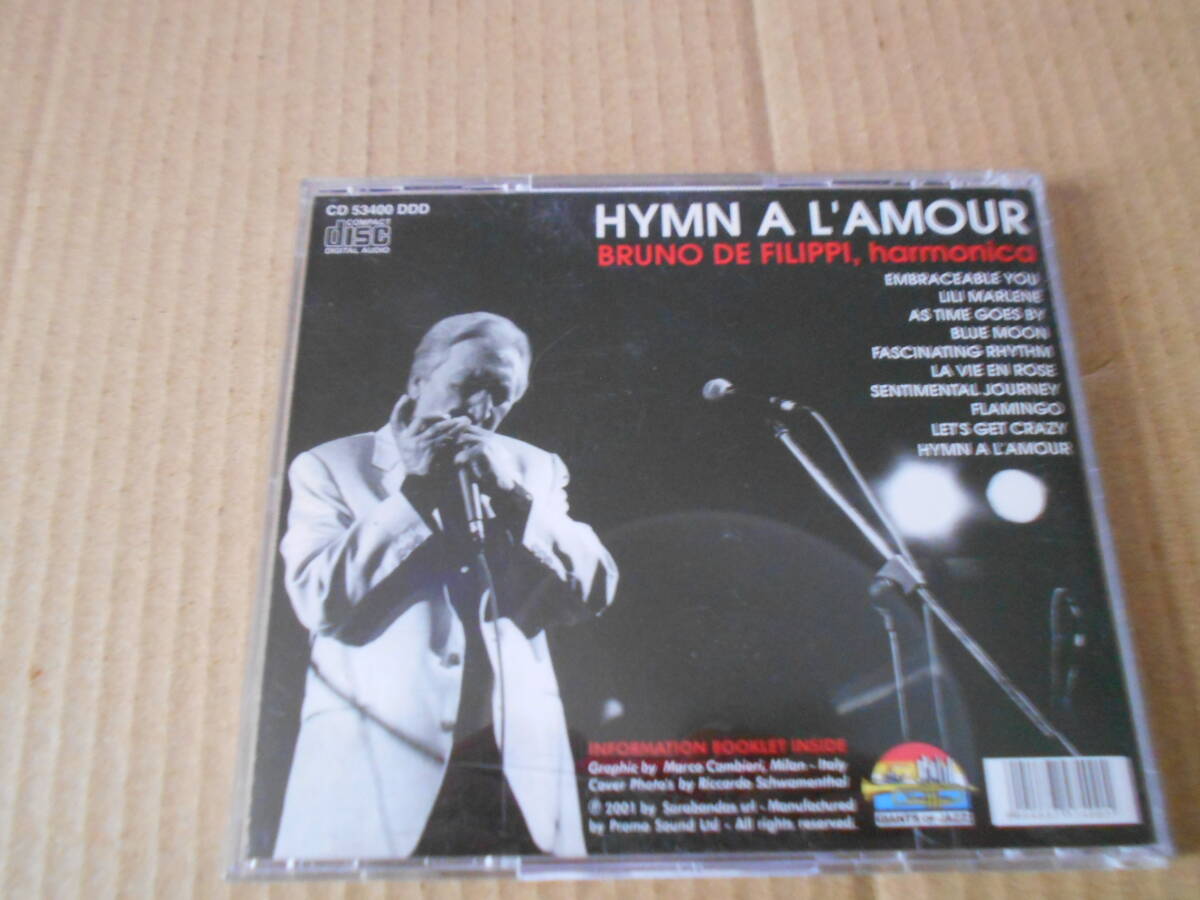 CD 53400 DDD
COMPACT
disc
DIGITAL AUDIO
HYMN A L'AMOUR
BRUNO DE FILIPPI, harmonica
EMBRACEABLE YOU
LILI MARLENE
AS TIME GOES BY
BLUE MOON
FASCINATING RHYTHM
LA VIE EN ROSE
SENTIMENTAL JOURNEY
FLAMINGO
LET'S GET CRAZY
HYMN A L'AMOUR
INFORMATION BOOKLET INSIDE
Graphic by Marco Cambieri, Milan - Italy
Cover Photo's by Riccardo Schwamenthal
℗ 2001 by Sarabandas srl - Manufactured
by Promo Sound Ltd - All rights reserved.
GIANTS OF JAZZ